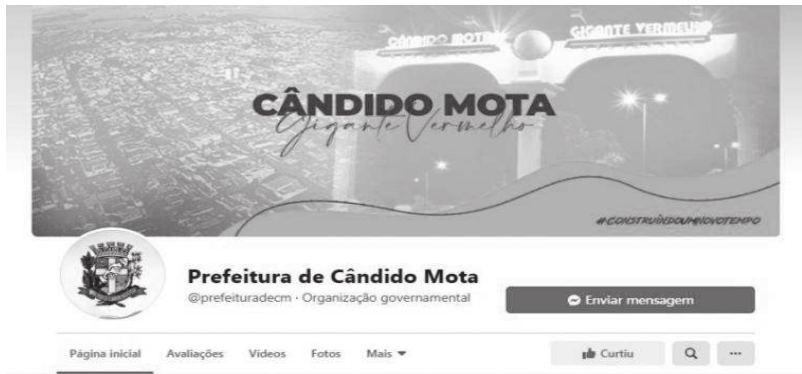 CÂNDIDO MOTA GIGANTE VERMELHO
CÂNDIDO MOTA
Gigante Vermelho
#CONSTRUINDOUMNOVOTEMPO
Prefeitura de Cândido Mota
@prefeituradecm · Organização governamental
Enviar mensagem
Página inicial Avaliações Vídeos Fotos Mais
Curtiu